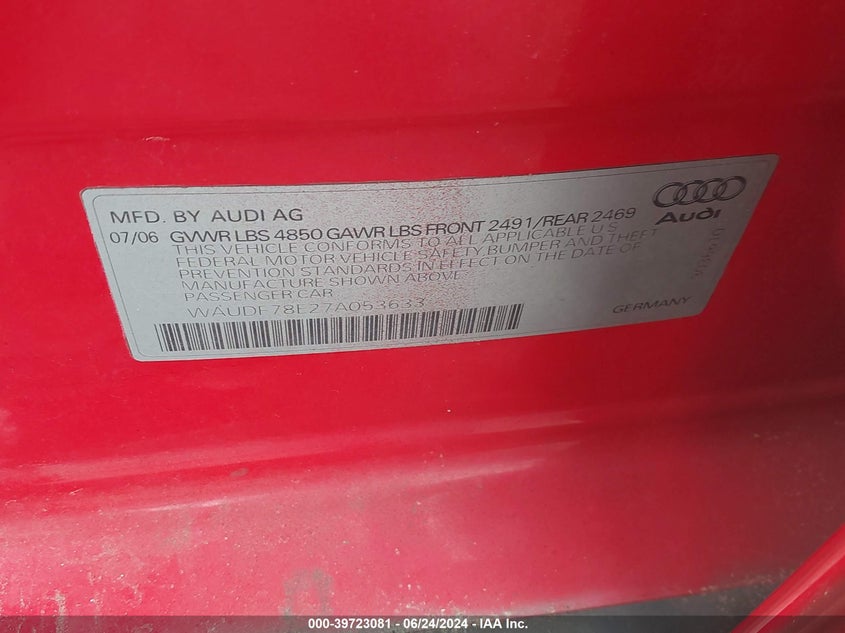 MFD. BY AUDI AG
07/06 GVWR LBS 4850 GAWR LBS FRONT 2491/REAR 2469
THIS VEHICLE CONFORMS TO ALL APPLICABLE U S
FEDERAL MOTOR VEHICLE SAFETY, BUMPER AND THEFT
PREVENTION STANDARDS IN EFFECT ON THE DATE OF
MANUFACTURE SHOWN ABOVE
PASSENGER CAR
WAUDF78E27A053633
Audi
GERMANY
000-39723081 - 06/24/2024 - IAA Inc.